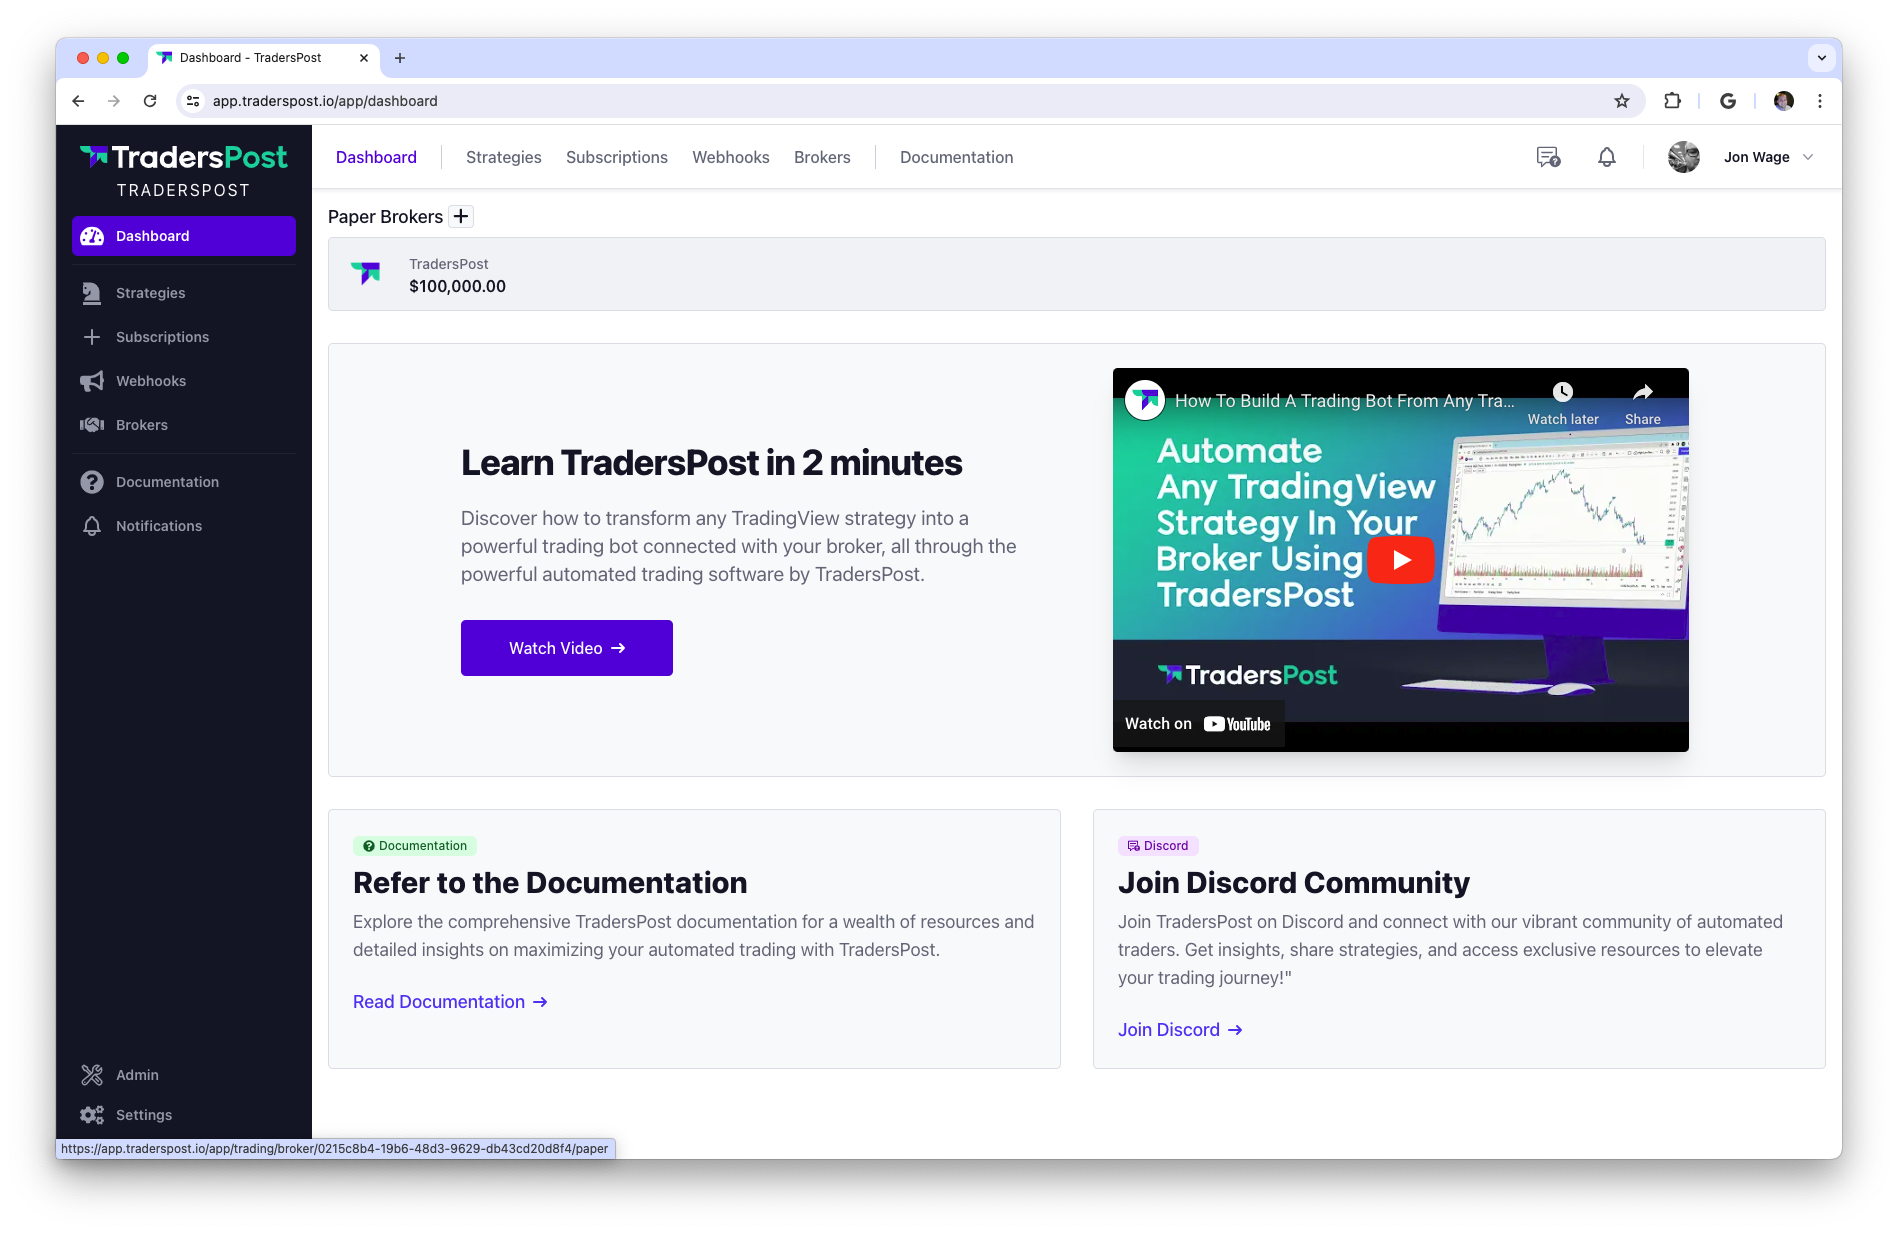 Dashboard - TradersPost
app.traderspost.io/app/dashboard
TradersPost
TRADERSPOST
Dashboard
Strategies
Subscriptions
Webhooks
Brokers
Documentation
Notifications
Admin
Settings
Dashboard Strategies Subscriptions Webhooks Brokers Documentation
Jon Wage
Paper Brokers
TradersPost
$100,000.00
Learn TradersPost in 2 minutes
Discover how to transform any TradingView strategy into a
powerful trading bot connected with your broker, all through the
powerful automated trading software by TradersPost.
Watch Video →
How To Build A Trading Bot From Any Tra...
Watch later
Share
Automate
Any TradingView
Strategy In Your
Broker Using
TradersPost
TradersPost
Watch on YouTube
Documentation
Refer to the Documentation
Explore the comprehensive TradersPost documentation for a wealth of resources and
detailed insights on maximizing your automated trading with TradersPost.
Read Documentation →
Discord
Join Discord Community
Join TradersPost on Discord and connect with our vibrant community of automated
traders. Get insights, share strategies, and access exclusive resources to elevate
your trading journey!"
Join Discord →
https://app.traderspost.io/app/trading/broker/0215c8b4-19b6-48d3-9629-db43cd20d8f4/paper